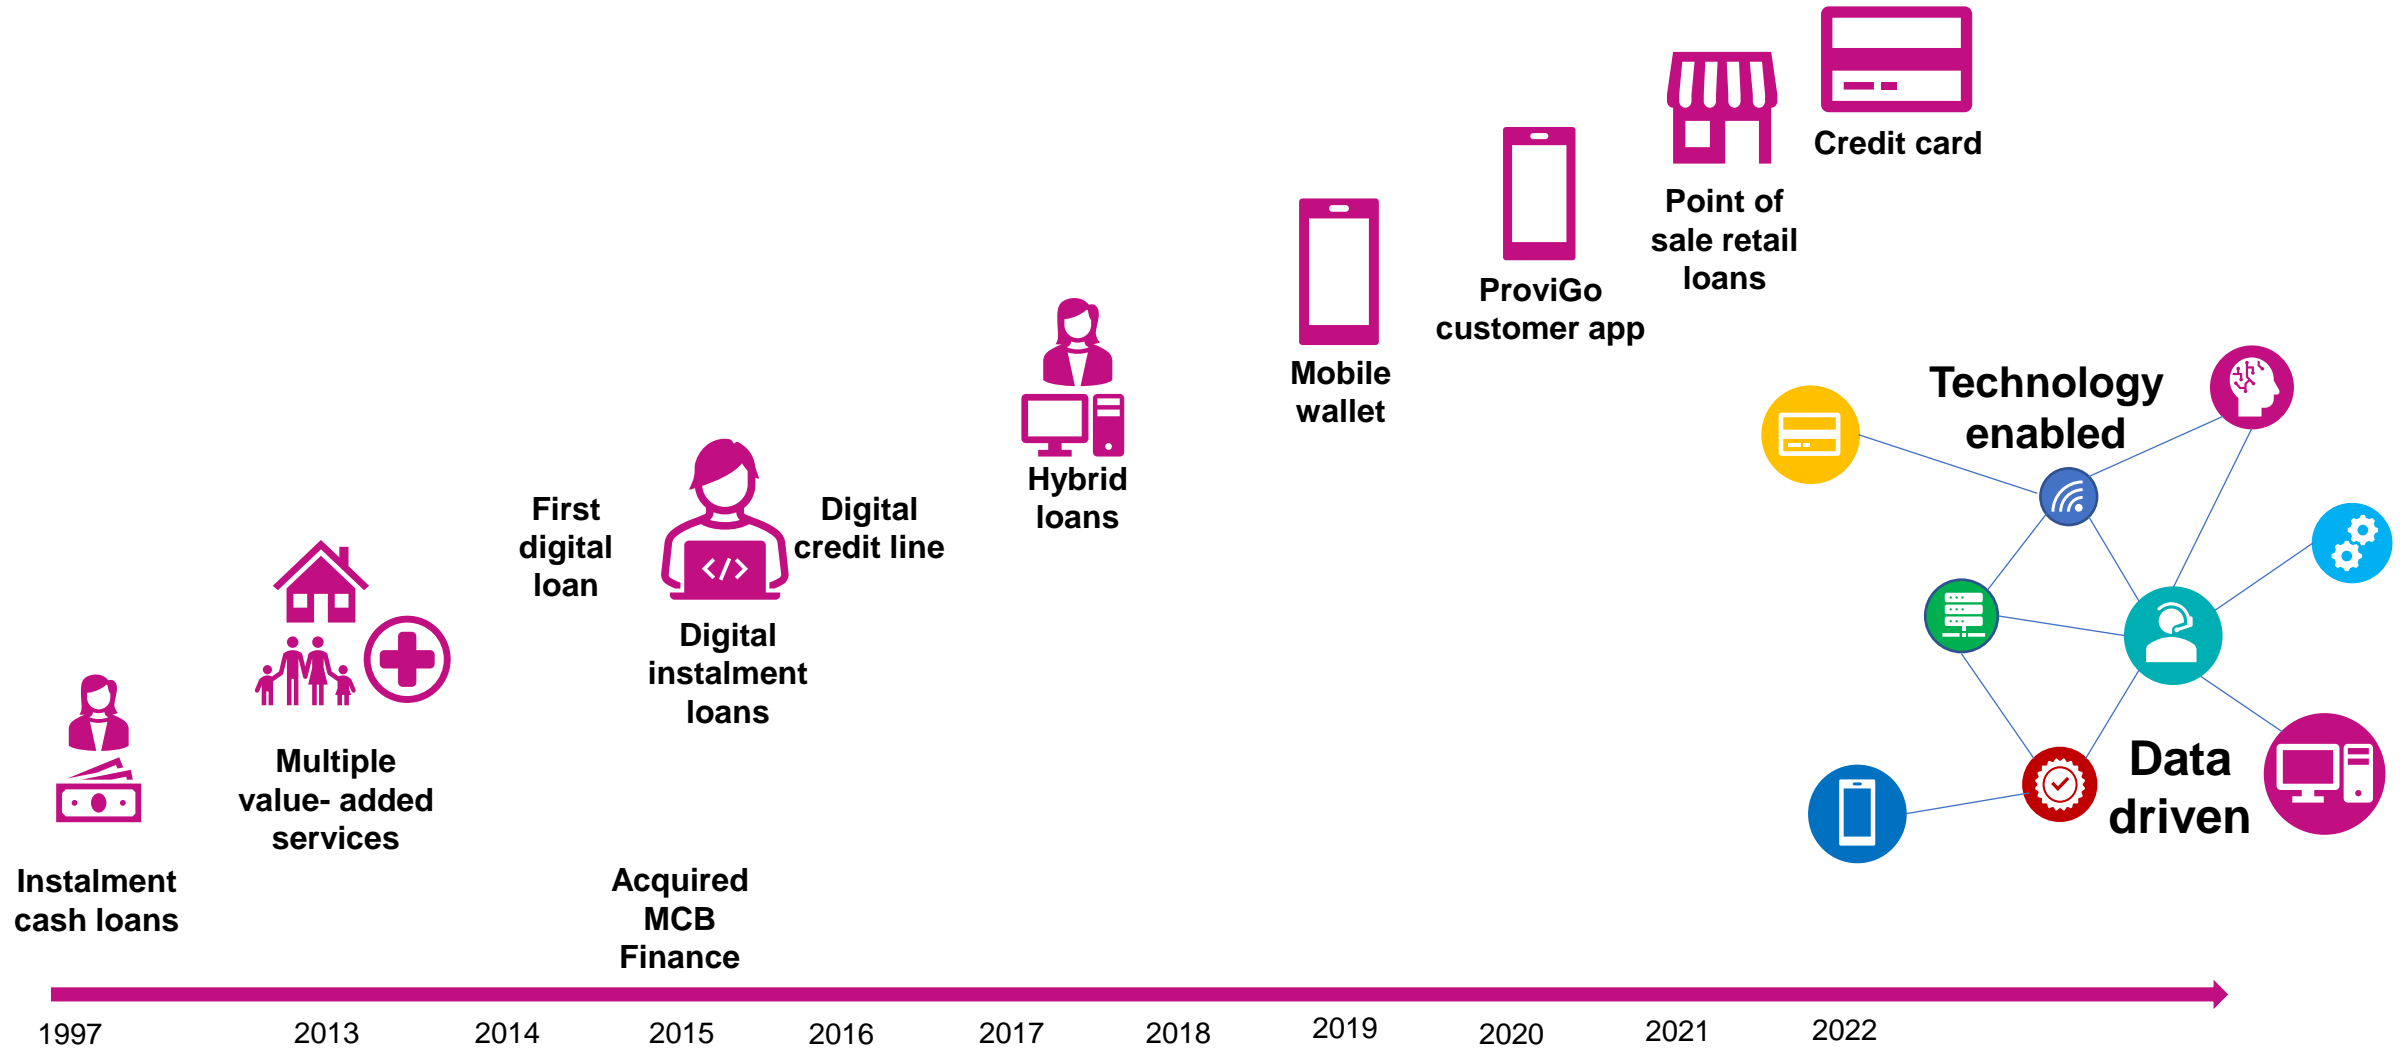 Instalment
cash loans
Multiple
value- added
services
First
digital
loan
Digital
instalment
loans
Acquired
MCB
Finance
Digital
credit line
Hybrid
loans
Mobile
wallet
ProviGo
customer app
Point of
sale retail
loans
Credit card
Technology
enabled
Data
driven
1997
2013
2014
2015
2016
2017
2018
2019
2020
2021
2022